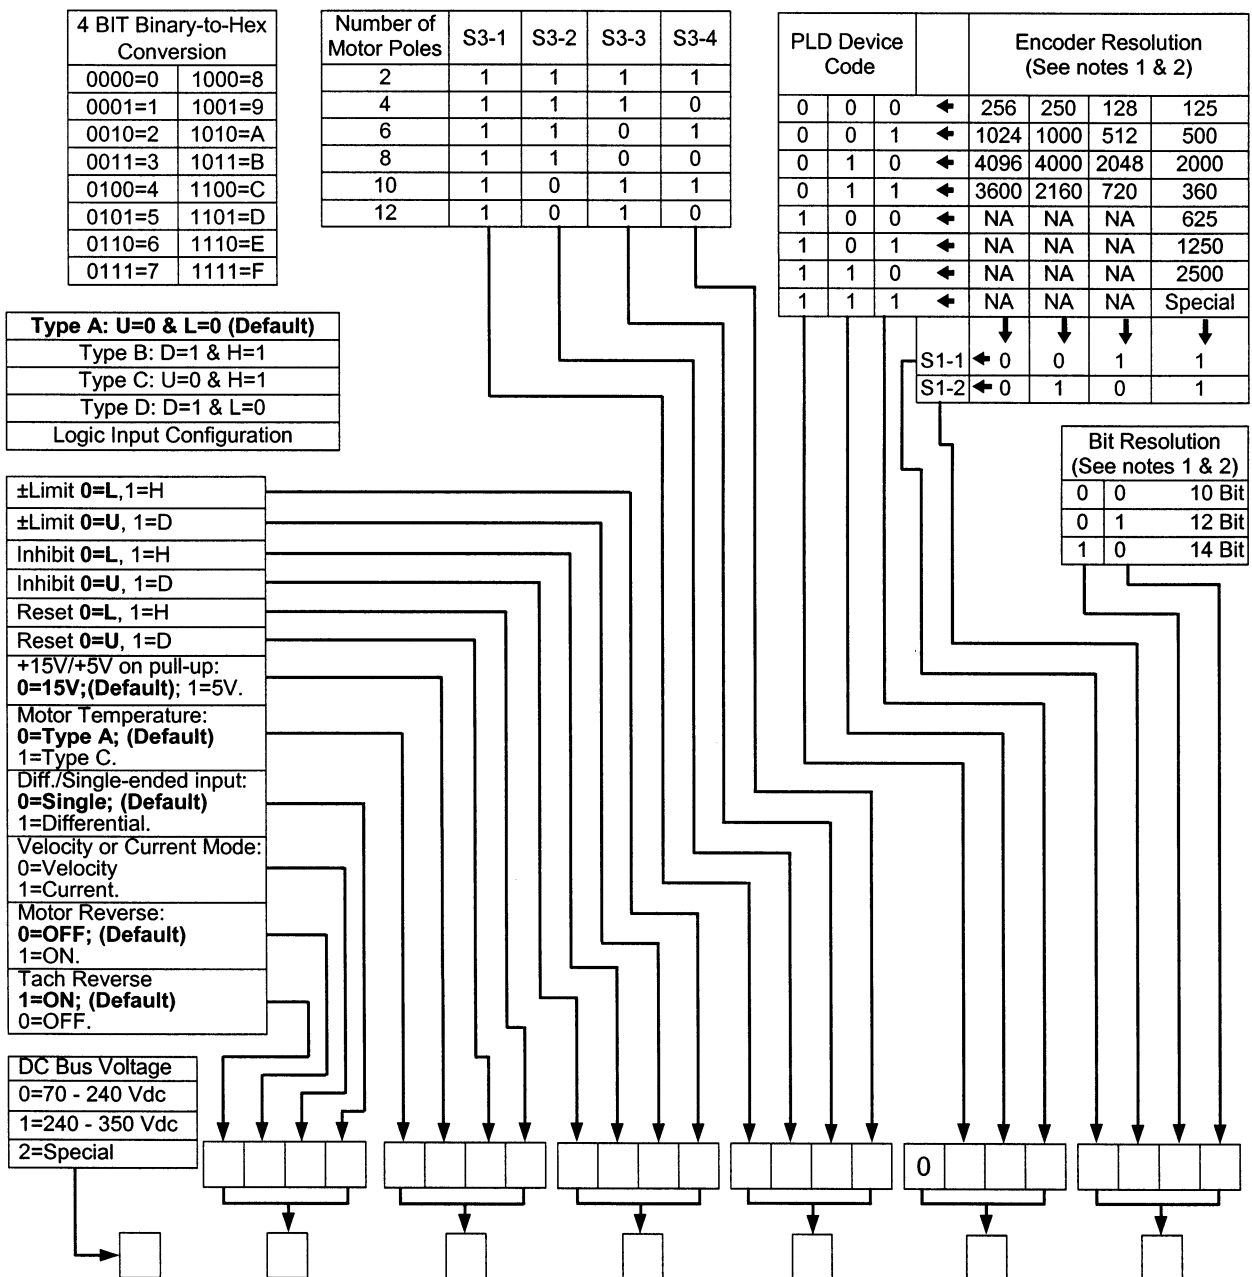 4 BIT Binary-to-Hex
Conversion
0000=0 1000=8
0001=1 1001=9
0010=2 1010=A
0011=3 1011=B
0100=4 1100=C
0101=5 1101=D
0110=6 1110=E
0111=7 1111=F
Number of
Motor Poles S3-1 S3-2 S3-3 S3-4
2 1 1 1 1
4 1 1 1 0
6 1 1 0 1
8 1 1 0 0
10 1 0 1 1
12 1 0 1 0
PLD Device
Code
Encoder Resolution
(See notes 1 & 2)
0 0 0 256 250 128 125
0 0 1 1024 1000 512 500
0 1 0 4096 4000 2048 2000
0 1 1 3600 2160 720 360
1 0 0 NA NA NA 625
1 0 1 NA NA NA 1250
1 1 0 NA NA NA 2500
1 1 1 NA NA NA Special
S1-1 0 0 1 1
S1-2 0 1 0 1
Type A: U=0 & L=0 (Default)
Type B: D=1 & H=1
Type C: U=0 & H=1
Type D: D=1 & L=0
Logic Input Configuration
Bit Resolution
(See notes 1 & 2)
0 0 10 Bit
0 1 12 Bit
1 0 14 Bit
±Limit 0=L,1=H
±Limit 0=U, 1=D
Inhibit 0=L, 1=H
Inhibit 0=U, 1=D
Reset 0=L, 1=H
Reset 0=U, 1=D
+15V/+5V on pull-up:
0=15V;(Default); 1=5V.
Motor Temperature:
0=Type A; (Default)
1=Type C.
Diff./Single-ended input:
0=Single; (Default)
1=Differential.
Velocity or Current Mode:
0=Velocity
1=Current.
Motor Reverse:
0=OFF; (Default)
1=ON.
Tach Reverse
1=ON; (Default)
0=OFF.
DC Bus Voltage
0=70 - 240 Vdc
1=240 - 350 Vdc
2=Special
0